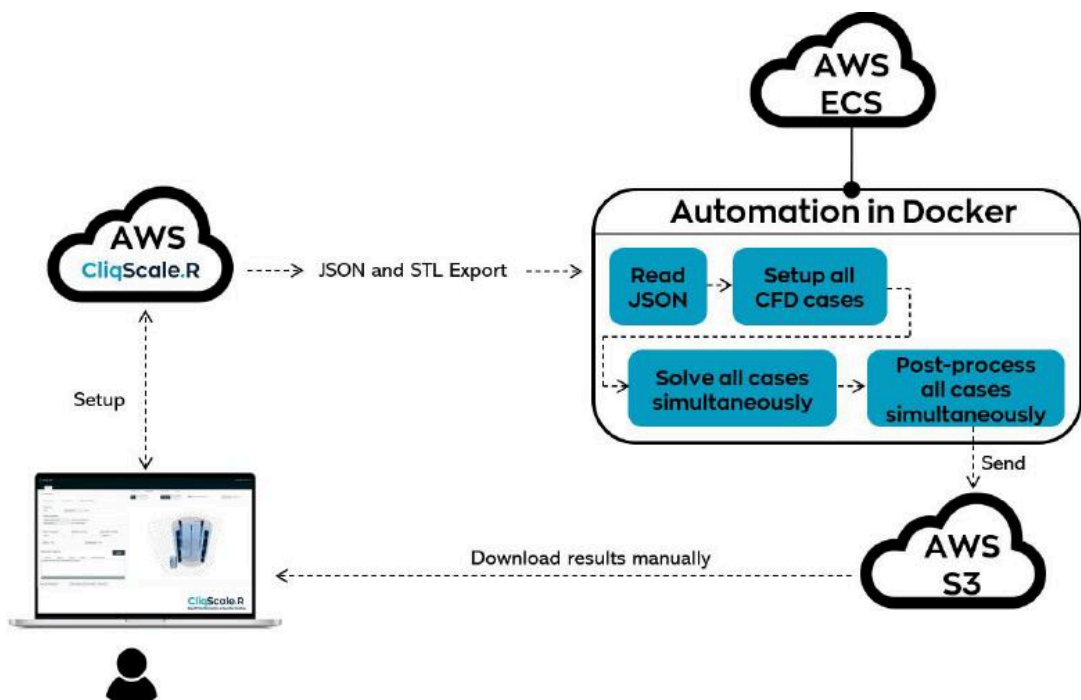 AWS
ECS
Automation in Docker
AWS
CliqScale.R
JSON and STL Export
Read
JSON
Setup all
CFD cases
Solve all cases
simultaneously
Post-process
all cases
simultaneously
Setup
Send
Download results manually
AWS
S3
CliqScale.R